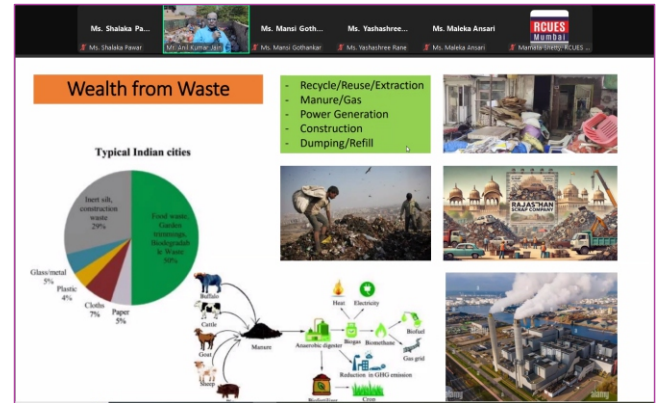 Ms. Shalaka Pa...
Ms. Mansi Goth...
Ms. Yashashree...
Ms. Maleka Ansari
RCUES
Mumbai
Ms. Shalaka Pawar
Mr. Anil Kumar Jain
Ms. Mansi Gothankar
Ms. Yashashree Rane
Ms. Maleka Ansari
Mamata Shetty, RCUES ...
Wealth from Waste
- Recycle/Reuse/Extraction
- Manure/Gas
- Power Generation
- Construction
- Dumping/Refill
Typical Indian cities
Inert silt,
construction
waste
29%
Food waste,
Garden
trimmings,
Biodegradab
le Waste
50%
Glass/metal
5%
Plastic
4%
Cloths
7%
Paper
5%
RAJASTHAN
SCRAP COMPANY
Buffalo
Cattle
Goat
Sheep
Manure
Heat
Electricity
Anaerobic digester
Biogas
Biomethane
Biofuel
Gas grid
Reduction in GHG emission
Biofertilizer
Crop
alamy
alamy